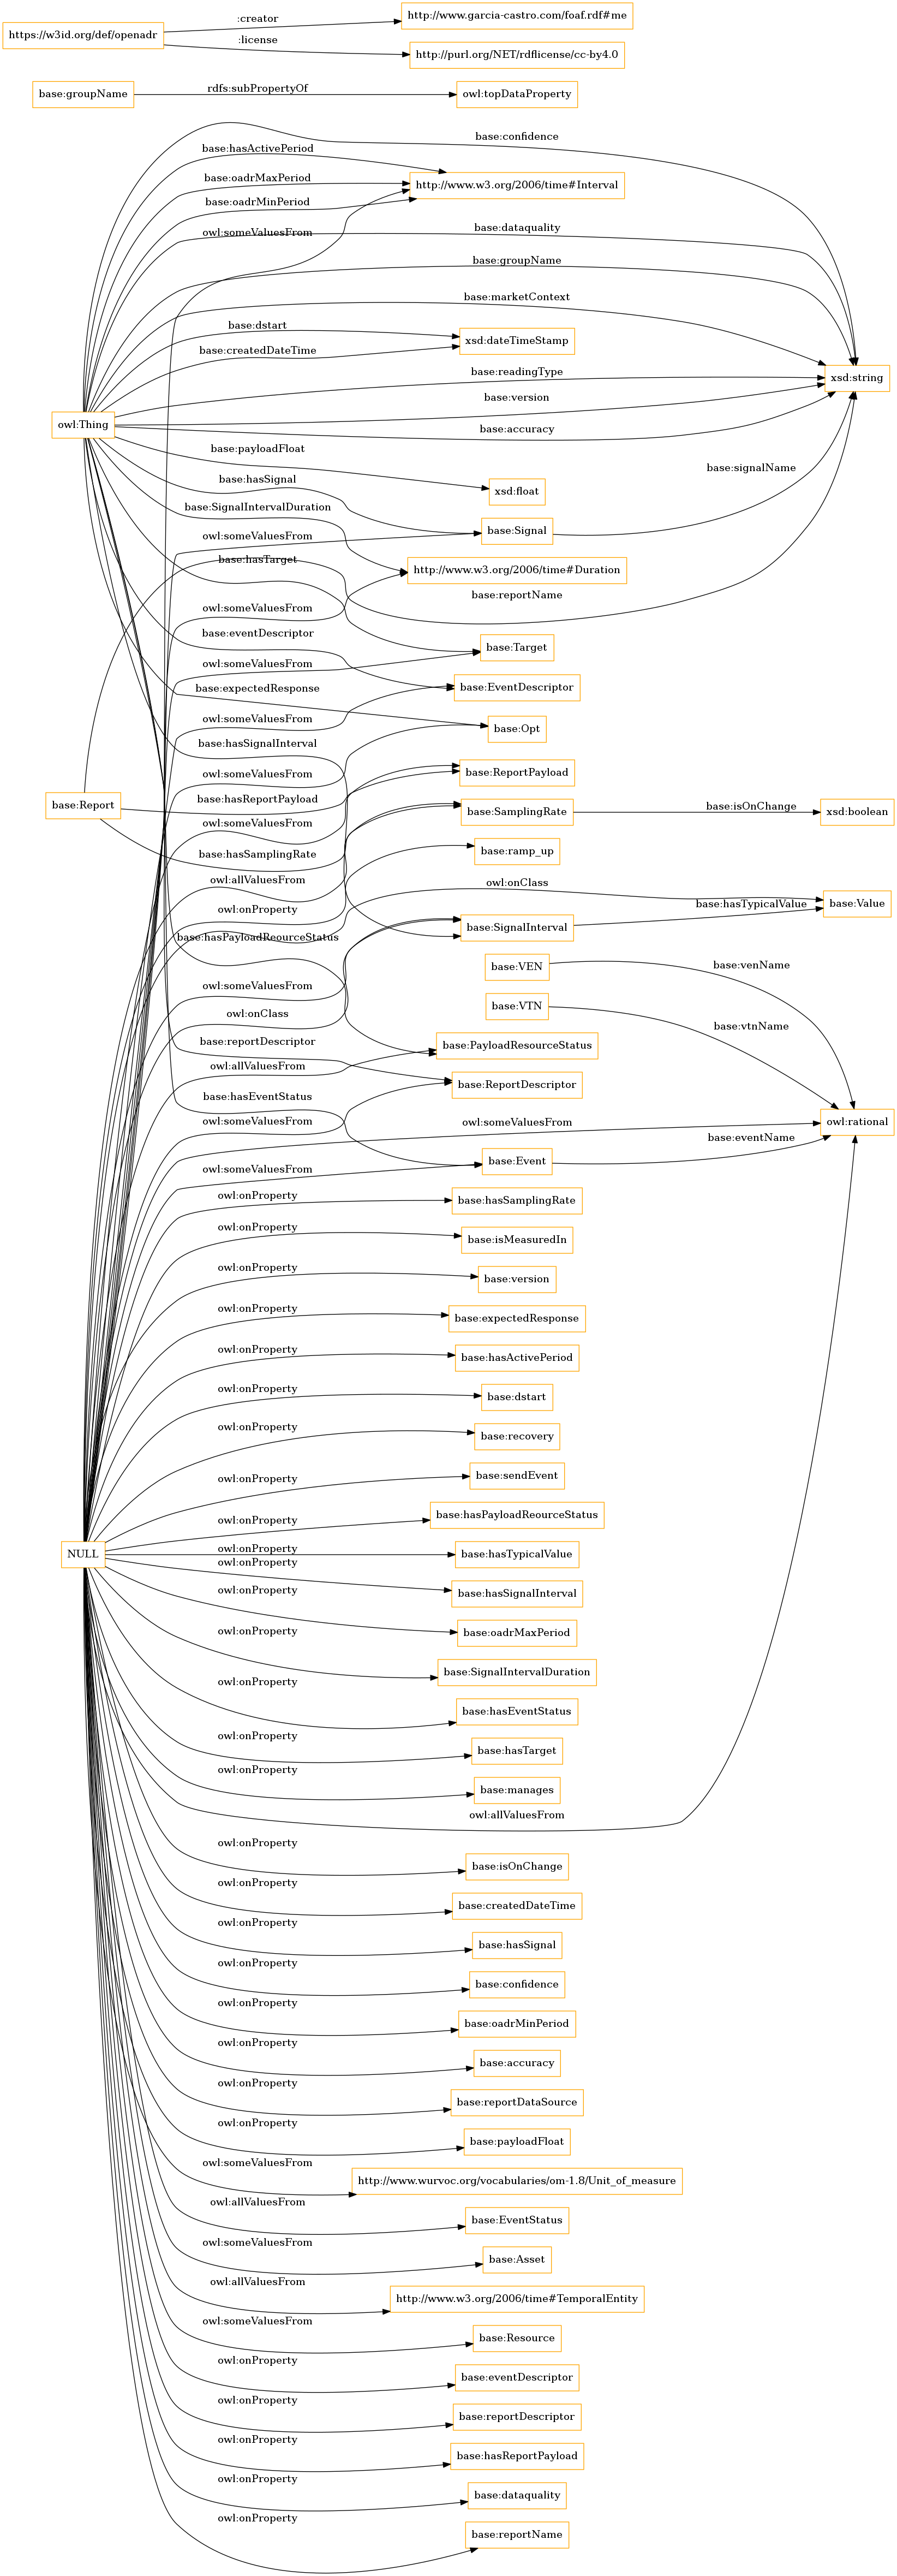 :creator
http://www.garcia-castro.com/foaf.rdf#me
https://w3id.org/def/openadr
:license
http://purl.org/NET/rdflicense/cc-by4.0
base:groupName
rdfs:subPropertyOf
owl:topDataProperty
base:confidence
base:hasActivePeriod
base:oadrMaxPeriod
http://www.w3.org/2006/time#Interval
base:oadrMinPeriod
owl:someValuesFrom
base:dataquality
base:groupName
base:marketContext
base:dstart
xsd:dateTimeStamp
base:createdDateTime
base:readingType
xsd:string
base:version
owl:Thing
base:accuracy
base:payloadFloat
base:signalName
base:hasSignal
xsd:float
base:SignalIntervalDuration
base:Signal
owl:someValuesFrom
base:hasTarget
http://www.w3.org/2006/time#Duration
base:reportName
owl:someValuesFrom
base:eventDescriptor
base:Target
owl:someValuesFrom
base:expectedResponse
base:EventDescriptor
owl:someValuesFrom
base:Opt
base:hasSignalInterval
owl:someValuesFrom
base:ReportPayload
base:Report
base:hasReportPayload
base:isOnChange
base:SamplingRate
xsd:boolean
owl:someValuesFrom
base:hasSamplingRate
base:ramp_up
owl:allValuesFrom
owl:onClass
owl:onProperty
base:hasTypicalValue
base:Value
base:SignalInterval
base:hasPayloadReourceStatus
base:VEN
base:venName
owl:someValuesFrom
base:VTN
owl:onClass
base:vtnName
base:reportDescriptor
base:PayloadResourceStatus
owl:allValuesFrom
base:ReportDescriptor
base:hasEventStatus
owl:someValuesFrom
owl:someValuesFrom
owl:rational
base:eventName
base:Event
owl:someValuesFrom
owl:onProperty
base:hasSamplingRate
owl:onProperty
base:isMeasuredIn
owl:onProperty
base:version
owl:onProperty
base:expectedResponse
owl:onProperty
base:hasActivePeriod
owl:onProperty
base:dstart
owl:onProperty
base:recovery
owl:onProperty
base:sendEvent
owl:onProperty
base:hasPayloadReourceStatus
NULL
owl:onProperty
base:hasTypicalValue
owl:onProperty
base:hasSignalInterval
owl:onProperty
base:oadrMaxPeriod
owl:onProperty
base:SignalIntervalDuration
owl:onProperty
base:hasEventStatus
owl:onProperty
base:hasTarget
owl:onProperty
base:manages
owl:allValuesFrom
owl:onProperty
base:isOnChange
owl:onProperty
base:createdDateTime
owl:onProperty
base:hasSignal
owl:onProperty
base:confidence
owl:onProperty
base:oadrMinPeriod
owl:onProperty
base:accuracy
owl:onProperty
base:reportDataSource
owl:onProperty
base:payloadFloat
owl:someValuesFrom
http://www.wurvoc.org/vocabularies/om-1.8/Unit_of_measure
owl:allValuesFrom
base:EventStatus
owl:someValuesFrom
base:Asset
owl:allValuesFrom
http://www.w3.org/2006/time#TemporalEntity
owl:someValuesFrom
base:Resource
owl:onProperty
base:eventDescriptor
owl:onProperty
base:reportDescriptor
owl:onProperty
base:hasReportPayload
owl:onProperty
base:dataquality
owl:onProperty
base:reportName